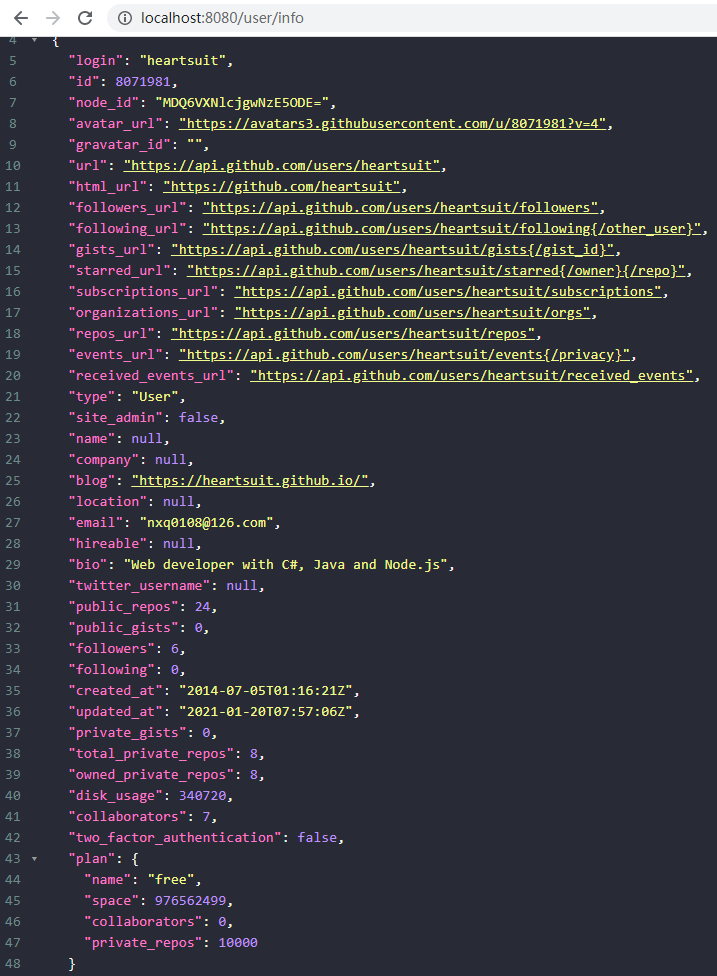 localhost:8080/user/info
4 {
5 "login": "heartsuit",
6 "id": 8071981,
7 "node_id": "MDQ6VXNlcjgwNzE5ODE=",
8 "avatar_url": "https://avatars3.githubusercontent.com/u/8071981?v=4",
9 "gravatar_id": "",
10 "url": "https://api.github.com/users/heartsuit",
11 "html_url": "https://github.com/heartsuit",
12 "followers_url": "https://api.github.com/users/heartsuit/followers",
13 "following_url": "https://api.github.com/users/heartsuit/following{/other_user}",
14 "gists_url": "https://api.github.com/users/heartsuit/gists{/gist_id}",
15 "starred_url": "https://api.github.com/users/heartsuit/starred{/owner}{/repo}",
16 "subscriptions_url": "https://api.github.com/users/heartsuit/subscriptions",
17 "organizations_url": "https://api.github.com/users/heartsuit/orgs",
18 "repos_url": "https://api.github.com/users/heartsuit/repos",
19 "events_url": "https://api.github.com/users/heartsuit/events{/privacy}",
20 "received_events_url": "https://api.github.com/users/heartsuit/received_events",
21 "type": "User",
22 "site_admin": false,
23 "name": null,
24 "company": null,
25 "blog": "https://heartsuit.github.io/",
26 "location": null,
27 "email": "nxq0108@126.com",
28 "hireable": null,
29 "bio": "Web developer with C#, Java and Node.js",
30 "twitter_username": null,
31 "public_repos": 24,
32 "public_gists": 0,
33 "followers": 6,
34 "following": 0,
35 "created_at": "2014-07-05T01:16:21Z",
36 "updated_at": "2021-01-20T07:57:06Z",
37 "private_gists": 0,
38 "total_private_repos": 8,
39 "owned_private_repos": 8,
40 "disk_usage": 340720,
41 "collaborators": 7,
42 "two_factor_authentication": false,
43 "plan": {
44 "name": "free",
45 "space": 976562499,
46 "collaborators": 0,
47 "private_repos": 10000
48 }